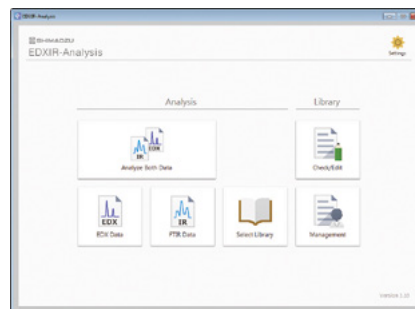 EDXIR-Analysis
SHIMADZU
EDXIR-Analysis
Settings
Analysis
Library
IR
EDX
Analyze Both Data
Check/Edit
EDX
IR
EDX Data
FTIR Data
Select Library
Management